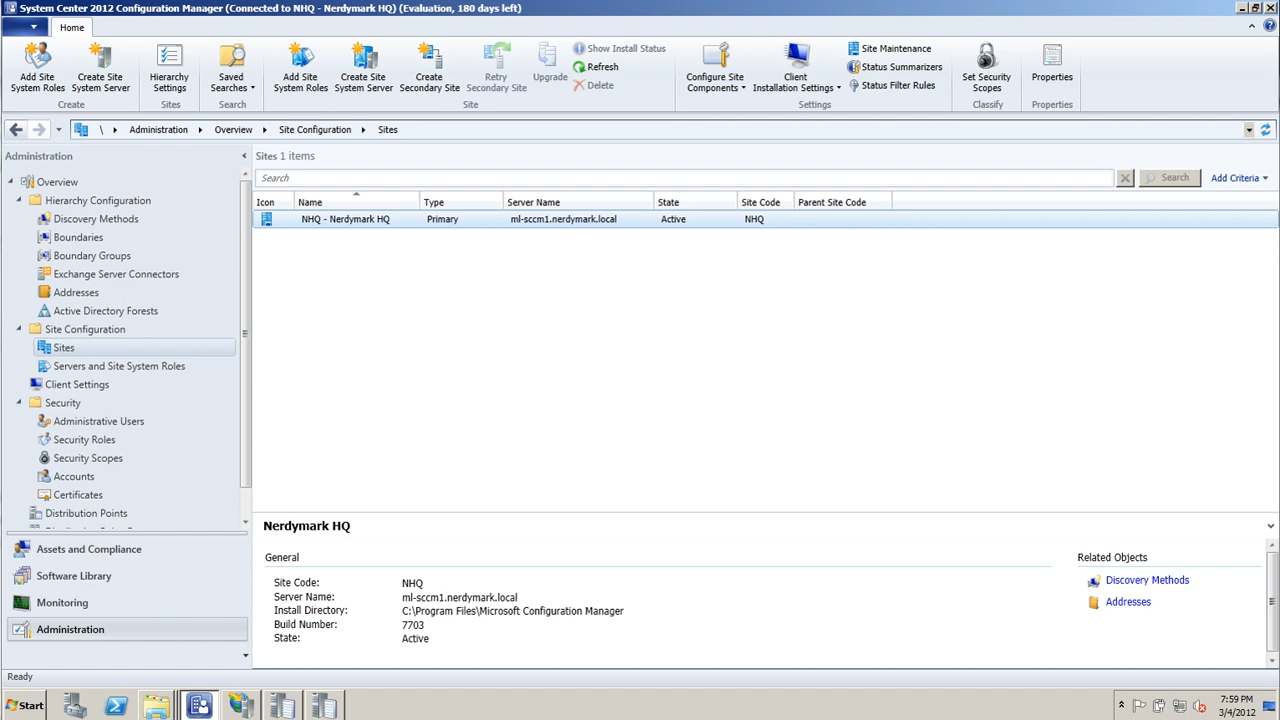 System Center 2012 Configuration Manager (Connected to NHQ - Nerdymark HQ) (Evaluation, 180 days left)
Home
Add Site System Roles
Create Site System Server
Create
Hierarchy Settings
Sites
Saved Searches
Search
Add Site System Roles
Create Site System Server
Create Secondary Site
Retry Secondary Site
Upgrade
Show Install Status
Refresh
Delete
Site
Configure Site Components
Client Installation Settings
Site Maintenance
Status Summarizers
Status Filter Rules
Settings
Set Security Scopes
Classify
Properties
Properties
\ Administration Overview Site Configuration Sites
Administration
Overview
Hierarchy Configuration
Discovery Methods
Boundaries
Boundary Groups
Exchange Server Connectors
Addresses
Active Directory Forests
Site Configuration
Sites
Servers and Site System Roles
Client Settings
Security
Administrative Users
Security Roles
Security Scopes
Accounts
Certificates
Distribution Points
Assets and Compliance
Software Library
Monitoring
Administration
Sites 1 items
Search Search Add Criteria
Icon Name Type Server Name State Site Code Parent Site Code
NHQ - Nerdymark HQ Primary ml-sccm1.nerdymark.local Active NHQ
Nerdymark HQ
General
Site Code: NHQ
Server Name: ml-sccm1.nerdymark.local
Install Directory: C:\Program Files\Microsoft Configuration Manager
Build Number: 7703
State: Active
Related Objects
Discovery Methods
Addresses
Ready
Start
7:59 PM
3/4/2012